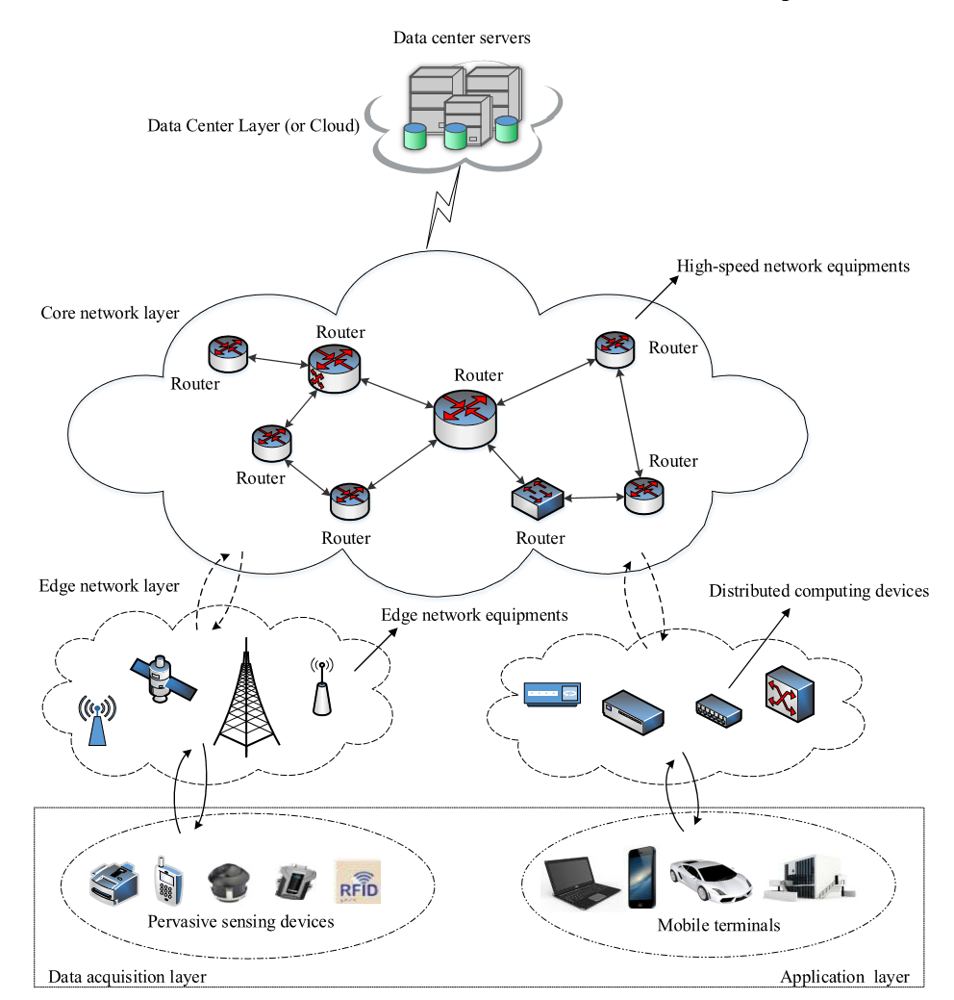 Data center servers
Data Center Layer (or Cloud)
High-speed network equipments
Core network layer
Router
Router
Router
Router
Router
Router
Router
Router
Router
Edge network layer
Distributed computing devices
Edge network equipments
RFID
Pervasive sensing devices
Mobile terminals
Data acquisition layer
Application layer